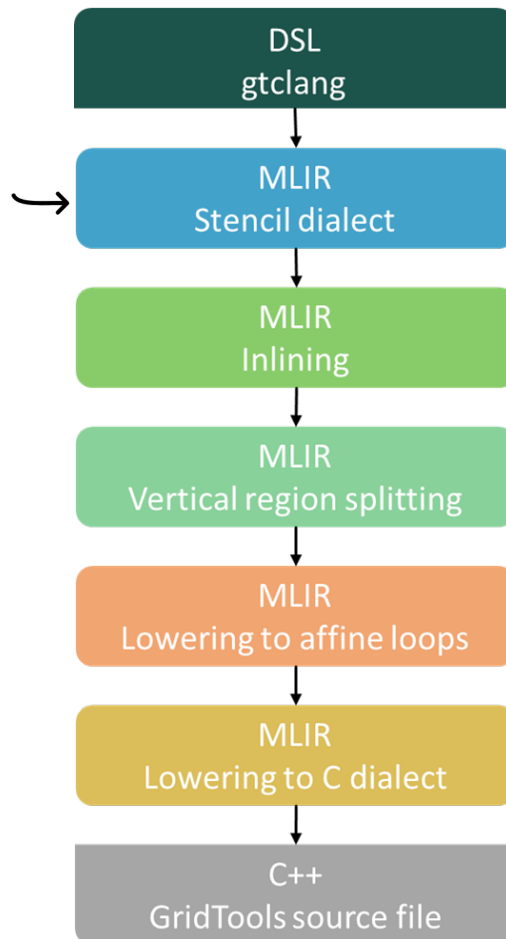 DSL
gtclang
MLIR
Stencil dialect
MLIR
Inlining
MLIR
Vertical region splitting
MLIR
Lowering to affine loops
MLIR
Lowering to C dialect
C++
GridTools source file